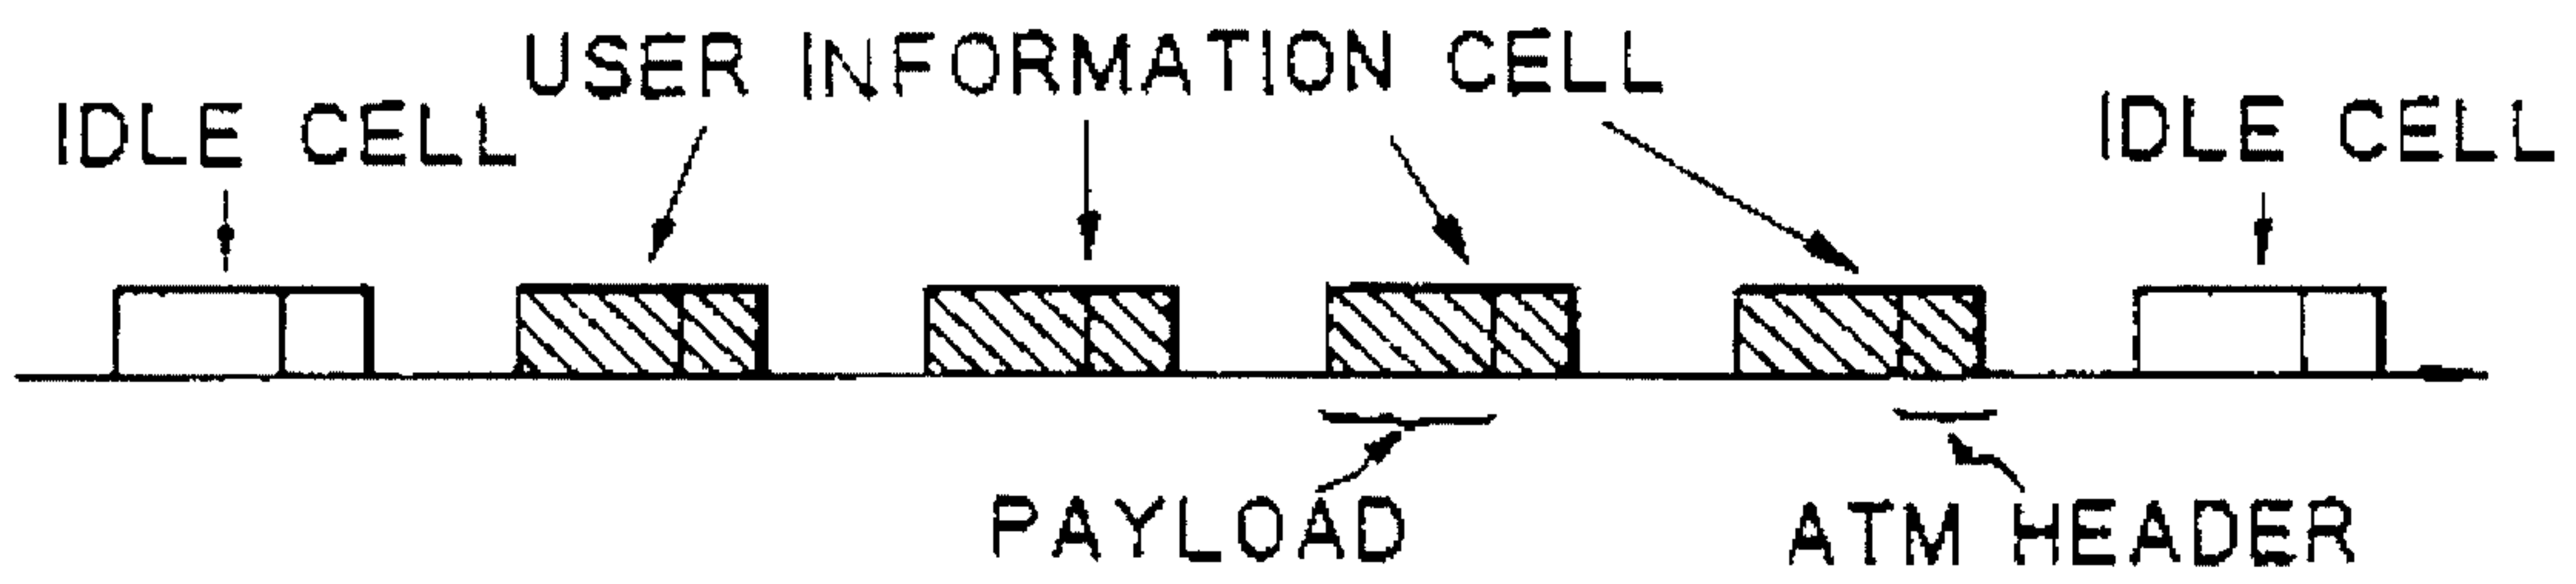 USER INFORMATION CELL
IDLE CELL
IDLE CELL
PAYLOAD
ATM HEADER